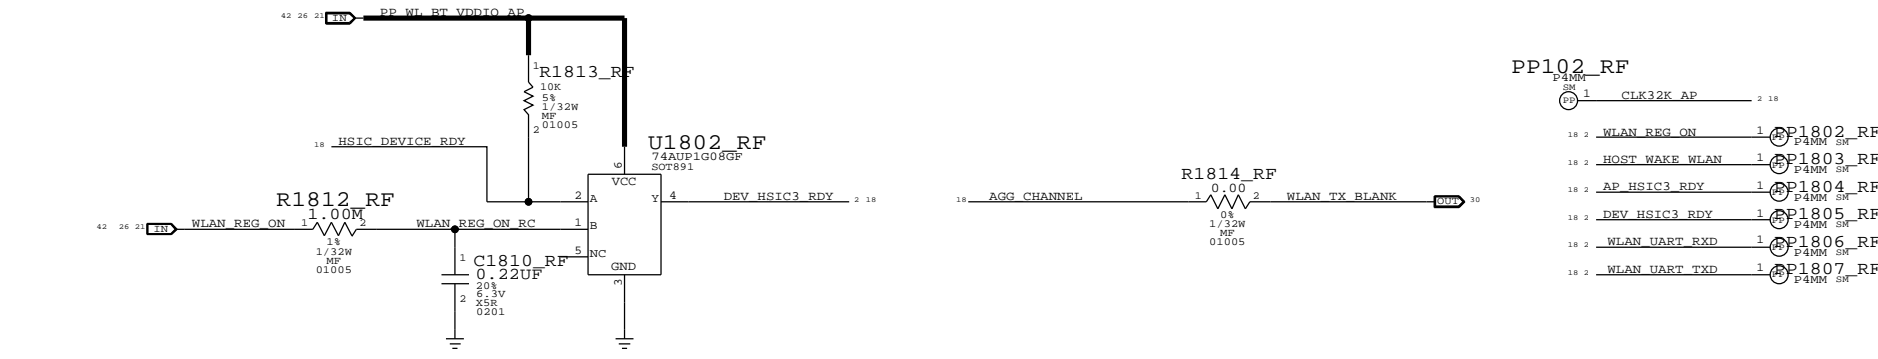 42 26 21 IN PP_WL_BT_VDDIO_AP
1 R1813_RF
10K
5%
1/32W
MF
01005
2
18 HSIC_DEVICE_RDY
U1802_RF
74AUP1G08GF
SOT891
6
VCC
2 A
Y 4 DEV_HSIC3_RDY 2 18
R1812_RF
1.00M
42 26 21 IN WLAN_REG_ON 1 2 WLAN_REG_ON_RC 1 B
1%
1/32W
MF
01005
5 NC
GND
3
1 C1810_RF
0.22UF
20%
6.3V
X5R
0201
2
R1814_RF
0.00
18 AGG_CHANNEL 1 2 WLAN_TX_BLANK OUT 30
0%
1/32W
MF
01005
PP102_RF
P4MM
SM
PP 1 CLK32K_AP 2 18
18 2 WLAN_REG_ON 1 PP PP1802_RF
P4MM SM
18 2 HOST_WAKE_WLAN 1 PP PP1803_RF
P4MM SM
18 2 AP_HSIC3_RDY 1 PP PP1804_RF
P4MM SM
18 2 DEV_HSIC3_RDY 1 PP PP1805_RF
P4MM SM
18 2 WLAN_UART_RXD 1 PP PP1806_RF
P4MM SM
18 2 WLAN_UART_TXD 1 PP PP1807_RF
P4MM SM